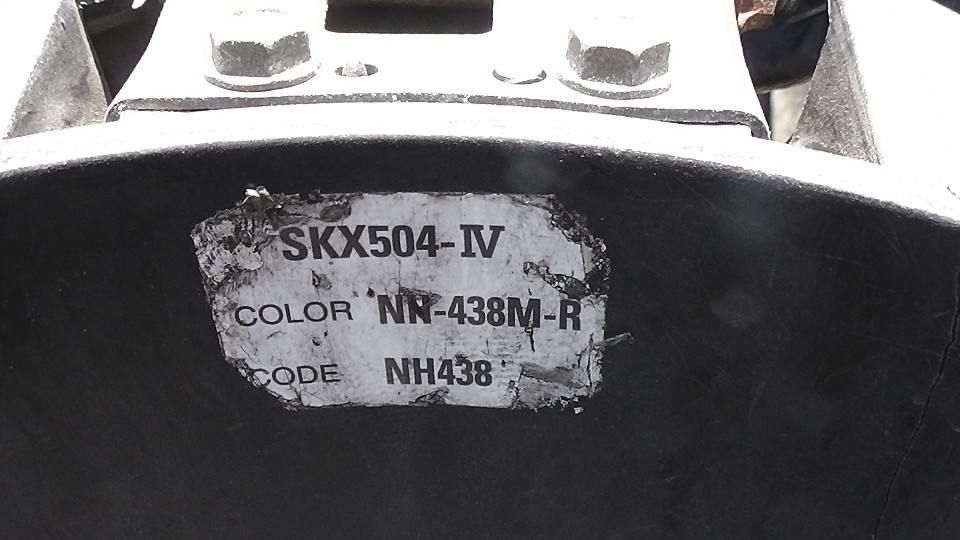 SKX504-IV
COLOR NN-438M-R
CODE NH438